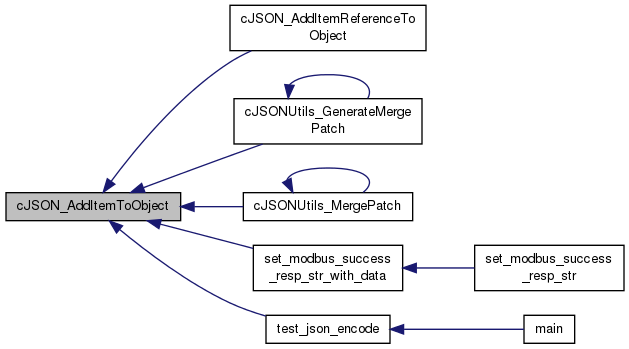 cJSON_AddItemReferenceTo
Object
cJSONUtils_GenerateMerge
Patch
cJSON_AddItemToObject
cJSONUtils_MergePatch
set_modbus_success
_resp_str_with_data
set_modbus_success
_resp_str
test_json_encode
main